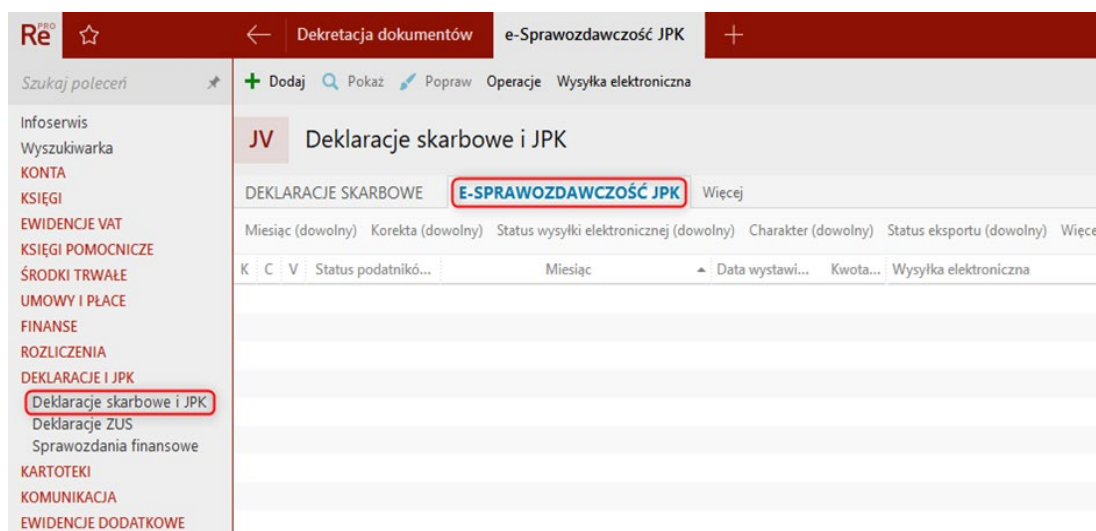 Re PRO
Dekretacja dokumentów
e-Sprawozdawczość JPK
Szukaj poleceń
Dodaj Pokaż Popraw Operacje Wysyłka elektroniczna
Infoserwis
Wyszukiwarka
KONTA
KSIĘGI
EWIDENCJE VAT
KSIĘGI POMOCNICZE
ŚRODKI TRWAŁE
UMOWY I PŁACE
FINANSE
ROZLICZENIA
DEKLARACJE I JPK
Deklaracje skarbowe i JPK
Deklaracje ZUS
Sprawozdania finansowe
KARTOTEKI
KOMUNIKACJA
EWIDENCJE DODATKOWE
JV Deklaracje skarbowe i JPK
DEKLARACJE SKARBOWE E-SPRAWOZDAWCZOŚĆ JPK Więcej
Miesiąc (dowolny) Korekta (dowolny) Status wysyłki elektronicznej (dowolny) Charakter (dowolny) Status eksportu (dowolny) Więce
K C V Status podatnikó... Miesiąc Data wystawi... Kwota... Wysyłka elektroniczna